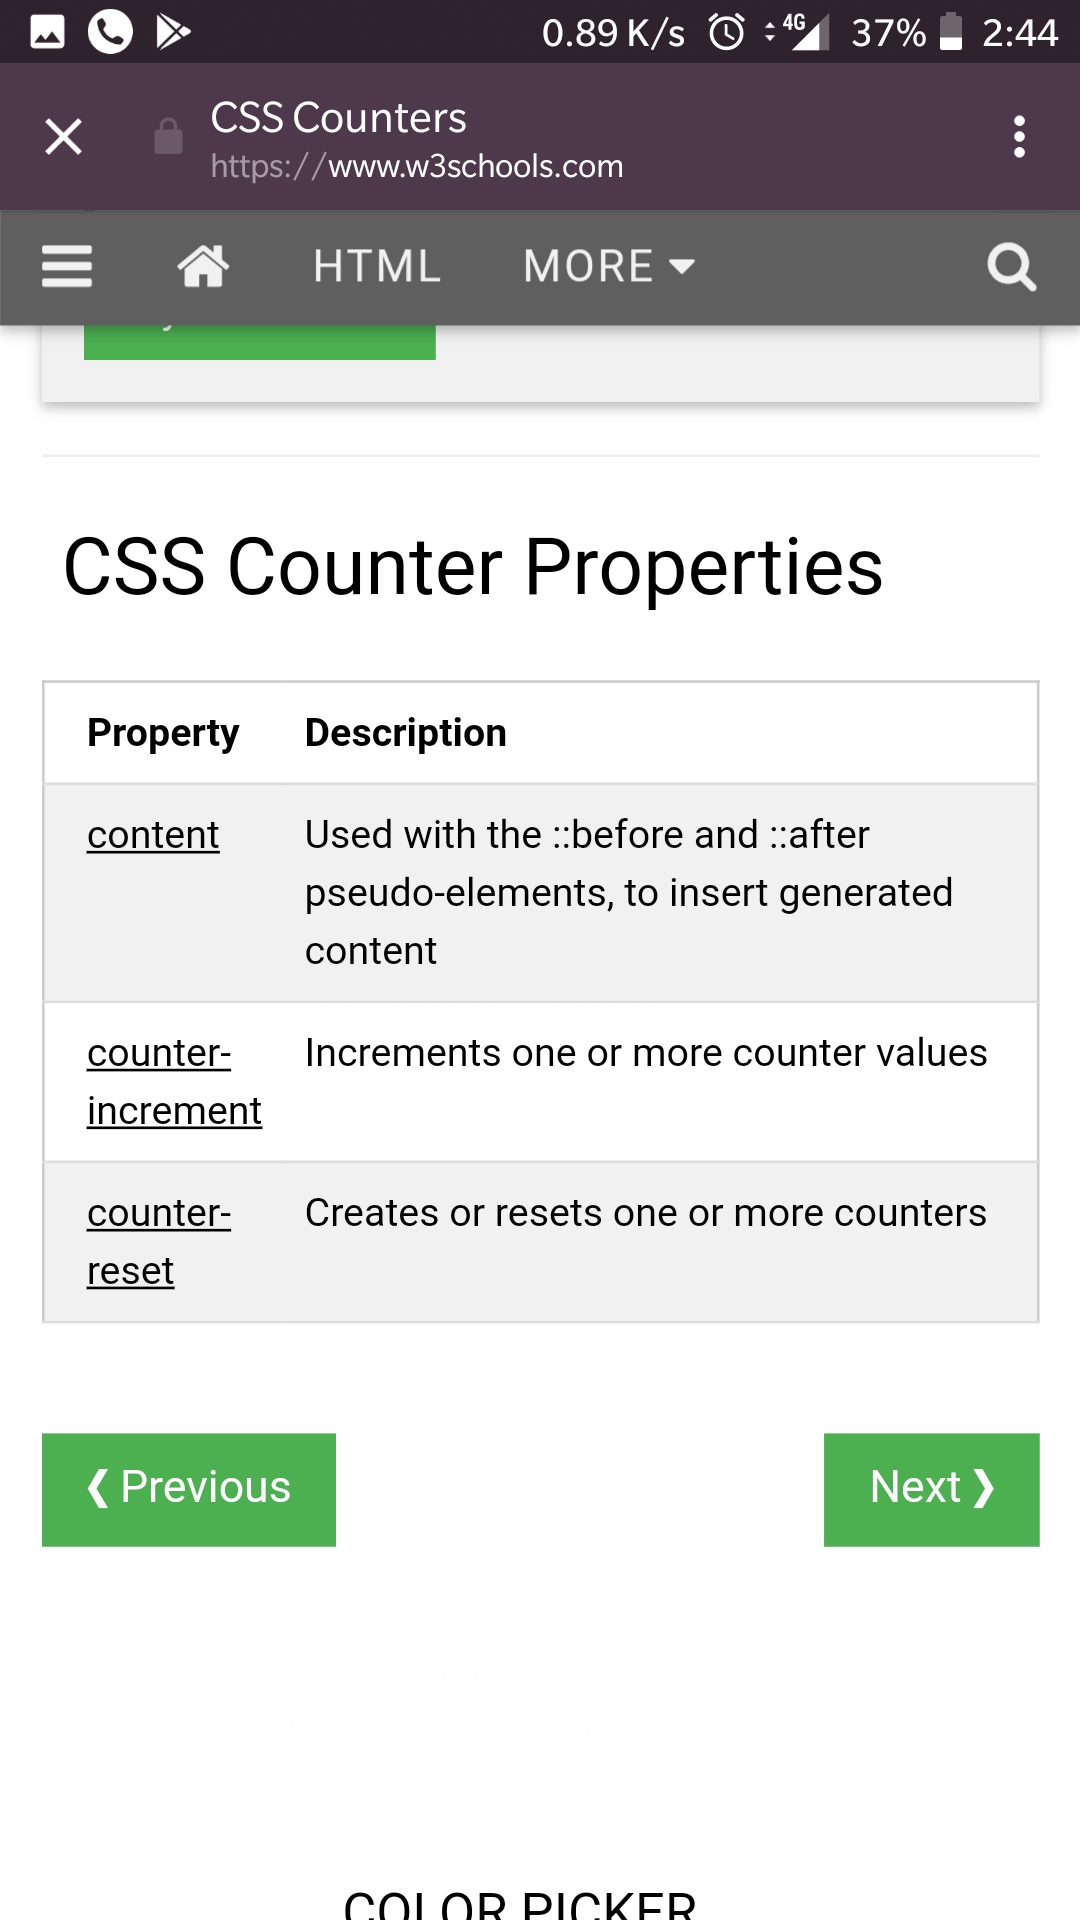 0.89 K/s 4G 37% 2:44
CSS Counters
https://www.w3schools.com
HTML MORE
CSS Counter Properties
Property Description
content Used with the ::before and ::after
pseudo-elements, to insert generated
content
counter- Increments one or more counter values
increment
counter- Creates or resets one or more counters
reset
❮ Previous Next ❯
COLOR PICKER